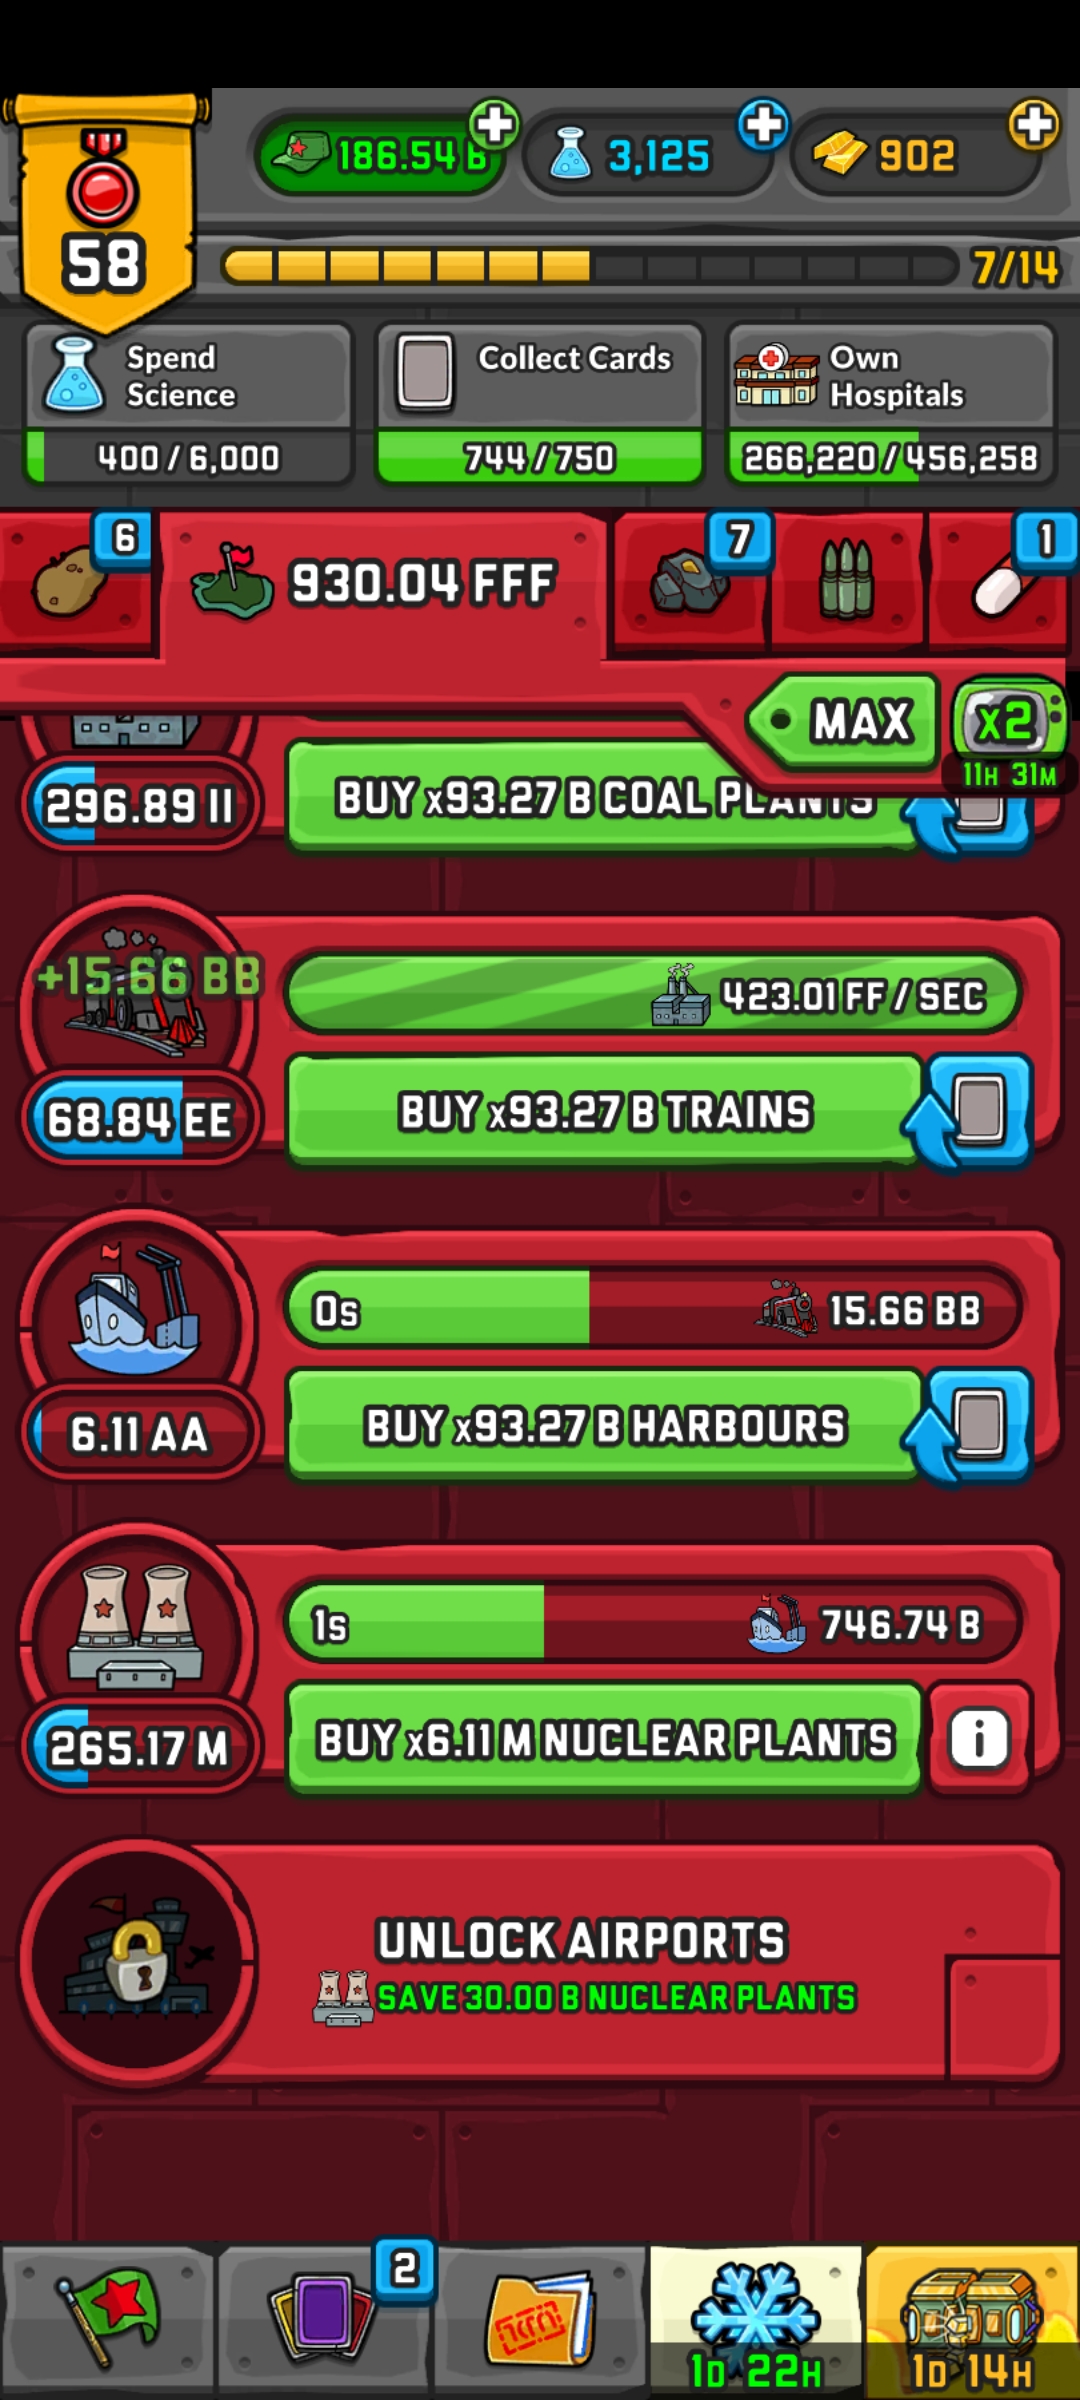 58
186.54 B
3,125
902
7/14
Spend
Science
400 / 6,000
Collect Cards
744 / 750
Own
Hospitals
266,220 / 456,258
6
930.04 FFF
7
1
MAX
x2
11H 31M
296.89 II
BUY x93.27 B COAL PLANTS
+15.66 BB
423.01 FF / SEC
68.84 EE
BUY x93.27 B TRAINS
0s
15.66 BB
6.11 AA
BUY x93.27 B HARBOURS
1s
746.74 B
265.17 M
BUY x6.11 M NUCLEAR PLANTS
i
UNLOCK AIRPORTS
SAVE 30.00 B NUCLEAR PLANTS
2
1D 22H
1D 14H